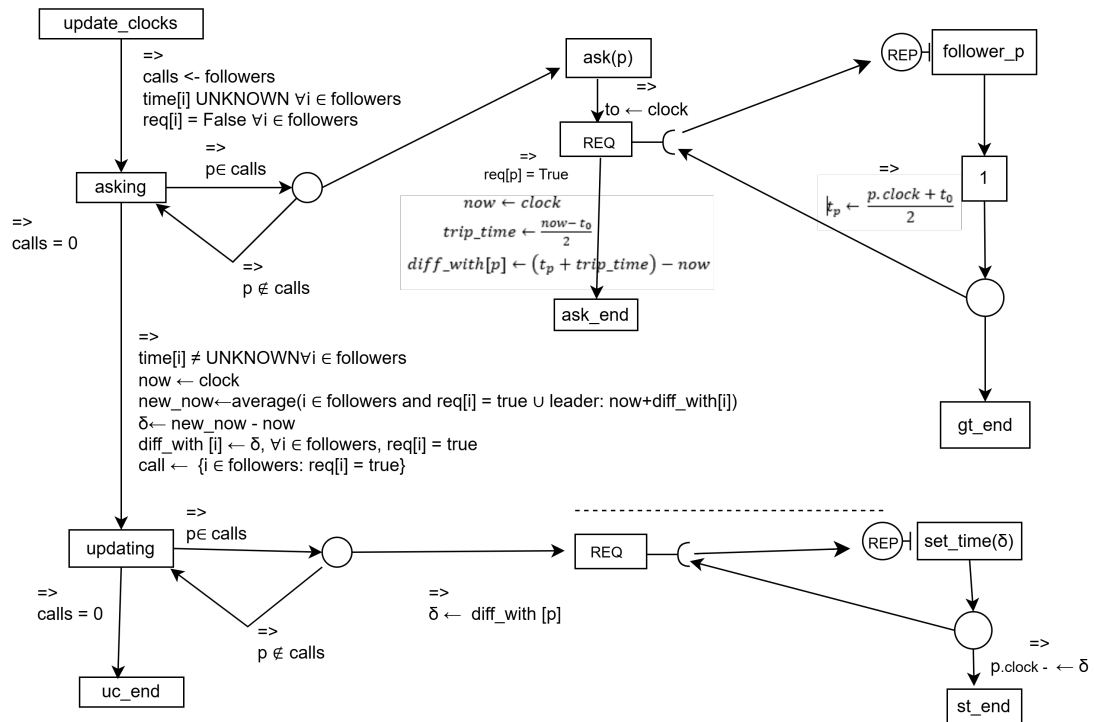 update_clocks
=>
calls <- followers
time[i] UNKNOWN ∀i ∈ followers
req[i] = False ∀i ∈ followers
asking
=>
p∈ calls
=>
p ∉ calls
=>
calls = 0
ask(p)
=>
to ← clock
REQ
=>
req[p] = True
now ← clock
trip_time ← (now− t₀)/2
diff_with[p] ← (tₚ + trip_time) − now
ask_end
REP
follower_p
1
=>
tₚ ← (p.clock + t₀)/2
gt_end
=>
time[i] ≠ UNKNOWN∀i ∈ followers
now ← clock
new_now←average(i ∈ followers and req[i] = true ∪ leader: now+diff_with[i])
δ← new_now - now
diff_with [i] ← δ, ∀i ∈ followers, req[i] = true
call ← {i ∈ followers: req[i] = true}
updating
=>
p∈ calls
=>
p ∉ calls
=>
calls = 0
uc_end
=>
δ ← diff_with [p]
REQ
REP
set_time(δ)
=>
p.clock - ← δ
st_end